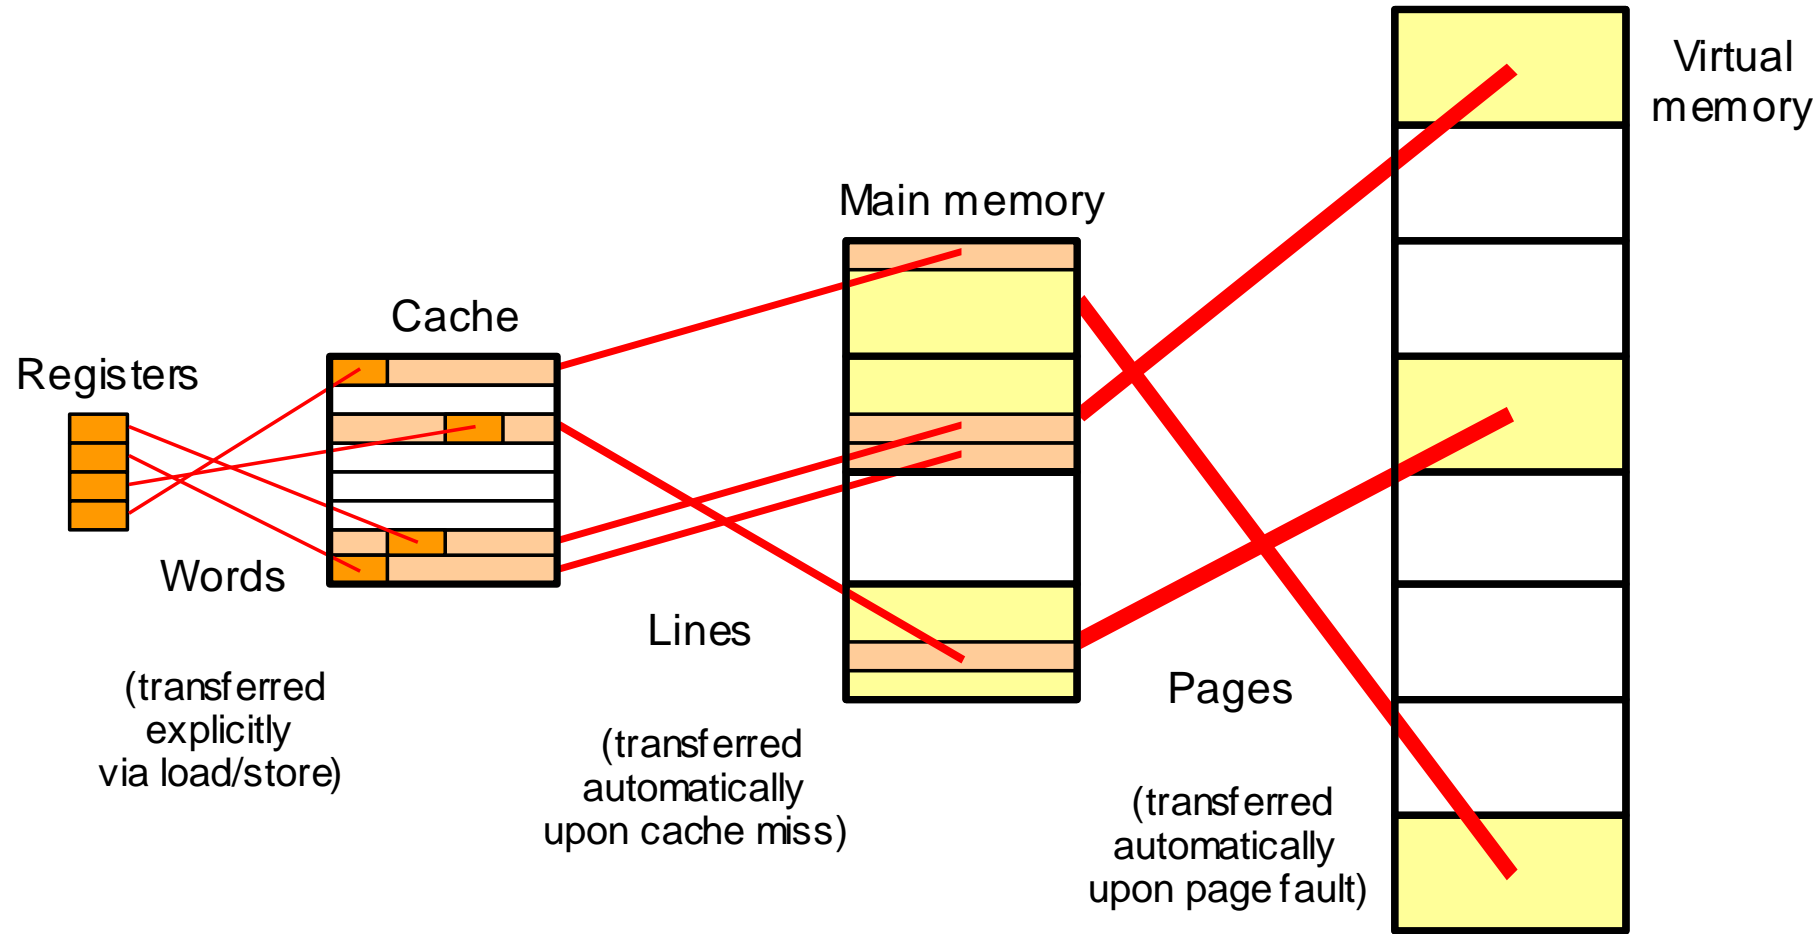 Registers
Words
(transferred
explicitly
via load/store)
Cache
Lines
(transferred
automatically
upon cache miss)
Main memory
Pages
(transferred
automatically
upon page fault)
Virtual
memory